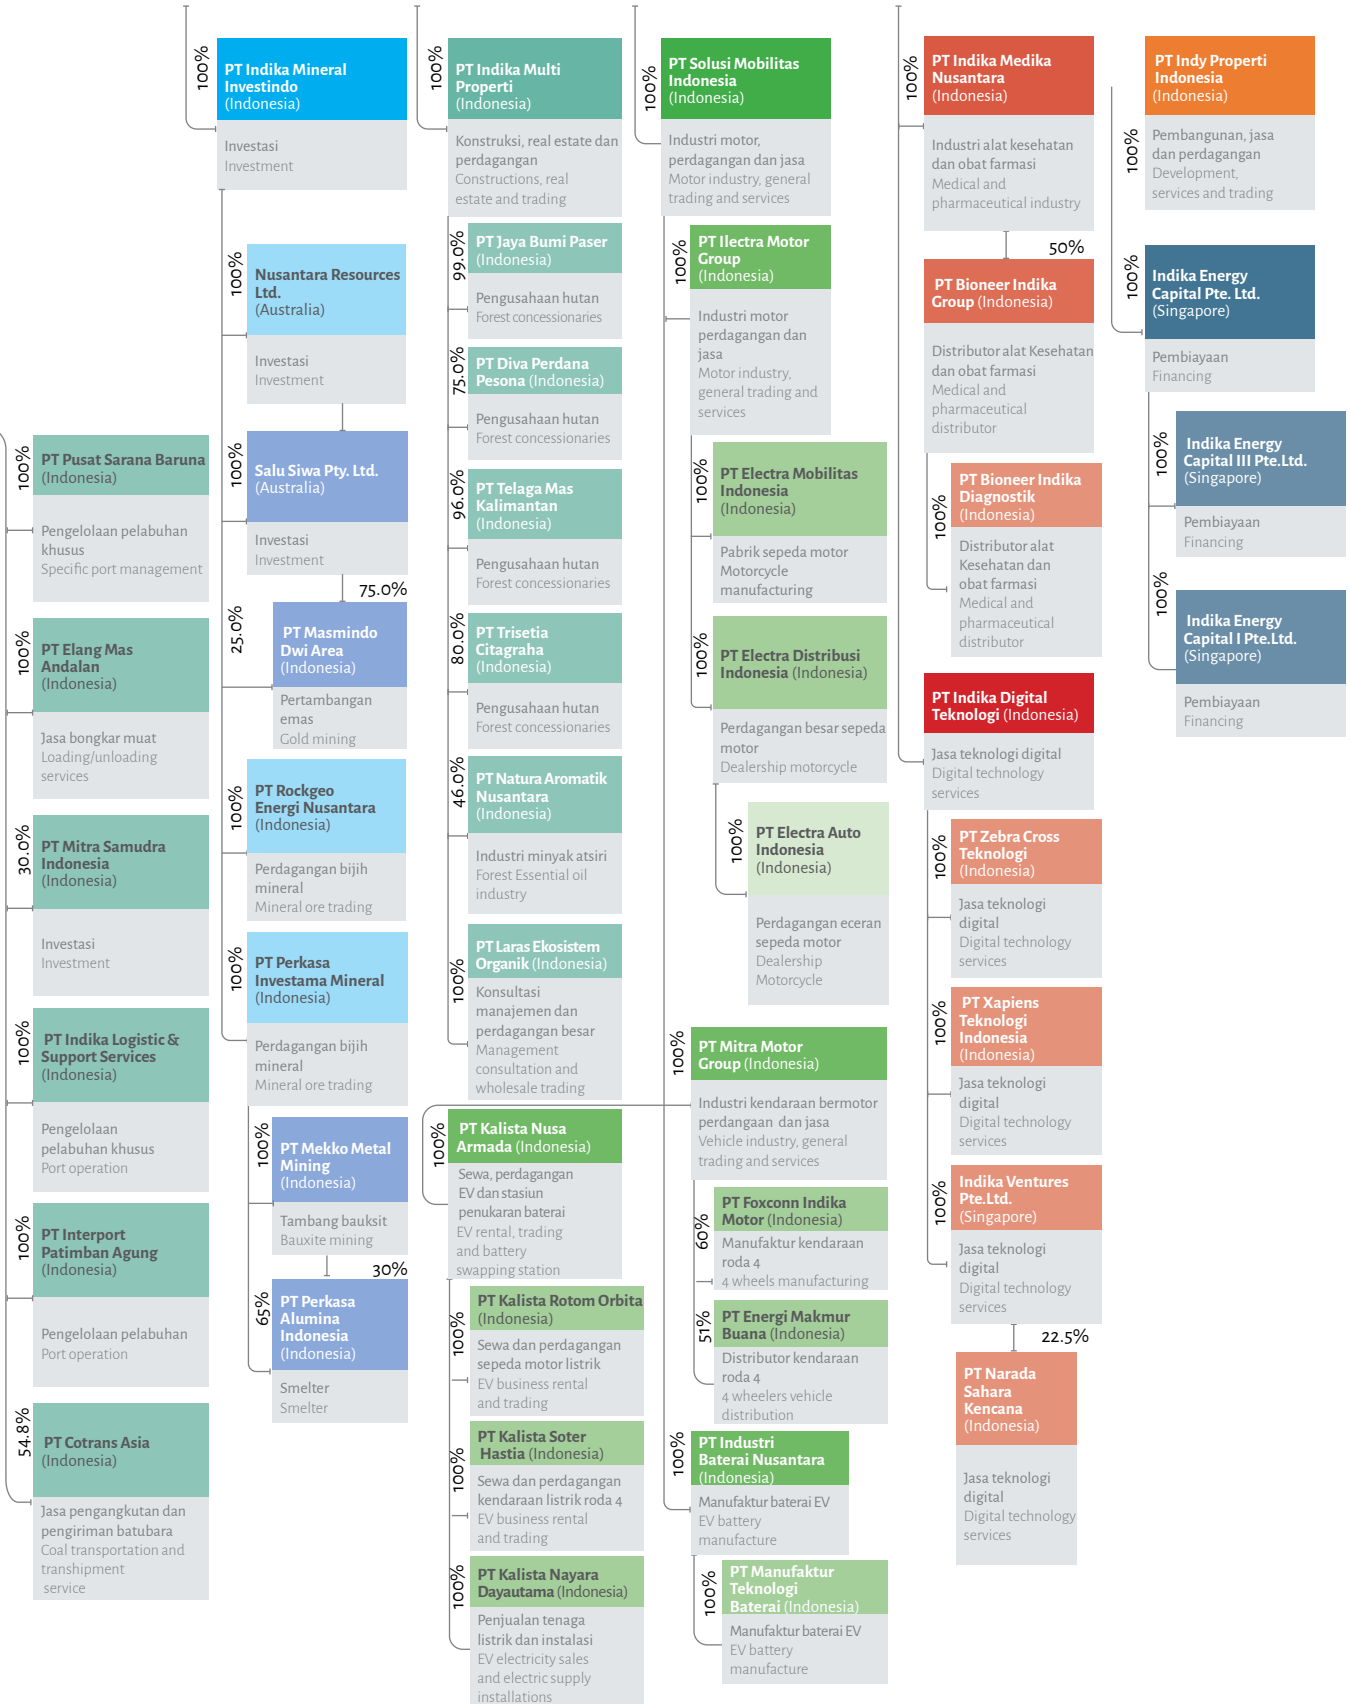 100%
PT Pusat Sarana Baruna
(Indonesia)
Pengelolaan pelabuhan
khusus
Specific port management
100%
PT Elang Mas
Andalan
(Indonesia)
Jasa bongkar muat
Loading/unloading
services
30.0%
PT Mitra Samudra
Indonesia
(Indonesia)
Investasi
Investment
100%
PT Indika Logistic &
Support Services
(Indonesia)
Pengelolaan
pelabuhan khusus
Port operation
100%
PT Interport
Patimban Agung
(Indonesia)
Pengelolaan pelabuhan
Port operation
54.8%
PT Cotrans Asia
(Indonesia)
Jasa pengangkutan dan
pengiriman batubara
Coal transportation and
transhipment
service
100%
PT Indika Mineral
Investindo
(Indonesia)
Investasi
Investment
100%
Nusantara Resources
Ltd.
(Australia)
Investasi
Investment
100%
Salu Siwa Pty. Ltd.
(Australia)
Investasi
Investment
75.0%
25.0%
PT Masmindo
Dwi Area
(Indonesia)
Pertambangan
emas
Gold mining
100%
PT Rockgeo
Energi Nusantara
(Indonesia)
Perdagangan bijih
mineral
Mineral ore trading
100%
PT Perkasa
Investama Mineral
(Indonesia)
Perdagangan bijih
mineral
Mineral ore trading
100%
PT Mekko Metal
Mining
(Indonesia)
Tambang bauksit
Bauxite mining
30%
65%
PT Perkasa
Alumina
Indonesia
(Indonesia)
Smelter
Smelter
100%
PT Indika Multi
Properti
(Indonesia)
Konstruksi, real estate dan
perdagangan
Constructions, real
estate and trading
99.0%
PT Jaya Bumi Paser
(Indonesia)
Pengusahaan hutan
Forest concessionaries
75.0%
PT Diva Perdana
Pesona (Indonesia)
Pengusahaan hutan
Forest concessionaries
96.0%
PT Telaga Mas
Kalimantan
(Indonesia)
Pengusahaan hutan
Forest concessionaries
80.0%
PT Trisetia
Citagraha
(Indonesia)
Pengusahaan hutan
Forest concessionaries
46.0%
PT Natura Aromatik
Nusantara
(Indonesia)
Industri minyak atsiri
Forest Essential oil
industry
100%
PT Laras Ekosistem
Organik (Indonesia)
Konsultasi
manajemen dan
perdagangan besar
Management
consultation and
wholesale trading
100%
PT Kalista Nusa
Armada (Indonesia)
Sewa, perdagangan
EV dan stasiun
penukaran baterai
EV rental, trading
and battery
swapping station
100%
PT Kalista Rotom Orbita
(Indonesia)
Sewa dan perdagangan
sepeda motor listrik
EV business rental
and trading
100%
PT Kalista Soter
Hastia (Indonesia)
Sewa dan perdagangan
kendaraan listrik roda 4
EV business rental
and trading
100%
PT Kalista Nayara
Dayautama (Indonesia)
Penjualan tenaga
listrik dan instalasi
EV electricity sales
and electric supply
installations
100%
PT Solusi Mobilitas
Indonesia
(Indonesia)
Industri motor,
perdagangan dan jasa
Motor industry, general
trading and services
100%
PT Ilectra Motor
Group
(Indonesia)
Industri motor
perdagangan dan
jasa
Motor industry,
general trading and
services
100%
PT Electra Mobilitas
Indonesia
(Indonesia)
Pabrik sepeda motor
Motorcycle
manufacturing
100%
PT Electra Distribusi
Indonesia (Indonesia)
Perdagangan besar sepeda
motor
Dealership motorcycle
100%
PT Electra Auto
Indonesia
(Indonesia)
Perdagangan eceran
sepeda motor
Dealership
Motorcycle
100%
PT Mitra Motor
Group (Indonesia)
Industri kendaraan bermotor
perdangaan dan jasa
Vehicle industry, general
trading and services
60%
PT Foxconn Indika
Motor (Indonesia)
Manufaktur kendaraan
roda 4
4 wheels manufacturing
51%
PT Energi Makmur
Buana (Indonesia)
Distributor kendaraan
roda 4
4 wheelers vehicle
distribution
100%
PT Industri
Baterai Nusantara
(Indonesia)
Manufaktur baterai EV
EV battery
manufacture
100%
PT Manufaktur
Teknologi
Baterai (Indonesia)
Manufaktur baterai EV
EV battery
manufacture
100%
PT Indika Medika
Nusantara
(Indonesia)
Industri alat kesehatan
dan obat farmasi
Medical and
pharmaceutical industry
50%
PT Bioneer Indika
Group (Indonesia)
Distributor alat Kesehatan
dan obat farmasi
Medical and
pharmaceutical
distributor
100%
PT Bioneer Indika
Diagnostik
(Indonesia)
Distributor alat
Kesehatan dan
obat farmasi
Medical and
pharmaceutical
distributor
PT Indika Digital
Teknologi (Indonesia)
Jasa teknologi digital
Digital technology
services
100%
PT Zebra Cross
Teknologi
(Indonesia)
Jasa teknologi
digital
Digital technology
services
100%
PT Xapiens
Teknologi
Indonesia
(Indonesia)
Jasa teknologi
digital
Digital technology
services
100%
Indika Ventures
Pte.Ltd.
(Singapore)
Jasa teknologi
digital
Digital technology
services
22.5%
PT Narada
Sahara
Kencana
(Indonesia)
Jasa teknologi
digital
Digital technology
services
100%
PT Indy Properti
Indonesia
(Indonesia)
Pembangunan, jasa
dan perdagangan
Development,
services and trading
100%
Indika Energy
Capital Pte. Ltd.
(Singapore)
Pembiayaan
Financing
100%
Indika Energy
Capital III Pte.Ltd.
(Singapore)
Pembiayaan
Financing
100%
Indika Energy
Capital I Pte.Ltd.
(Singapore)
Pembiayaan
Financing